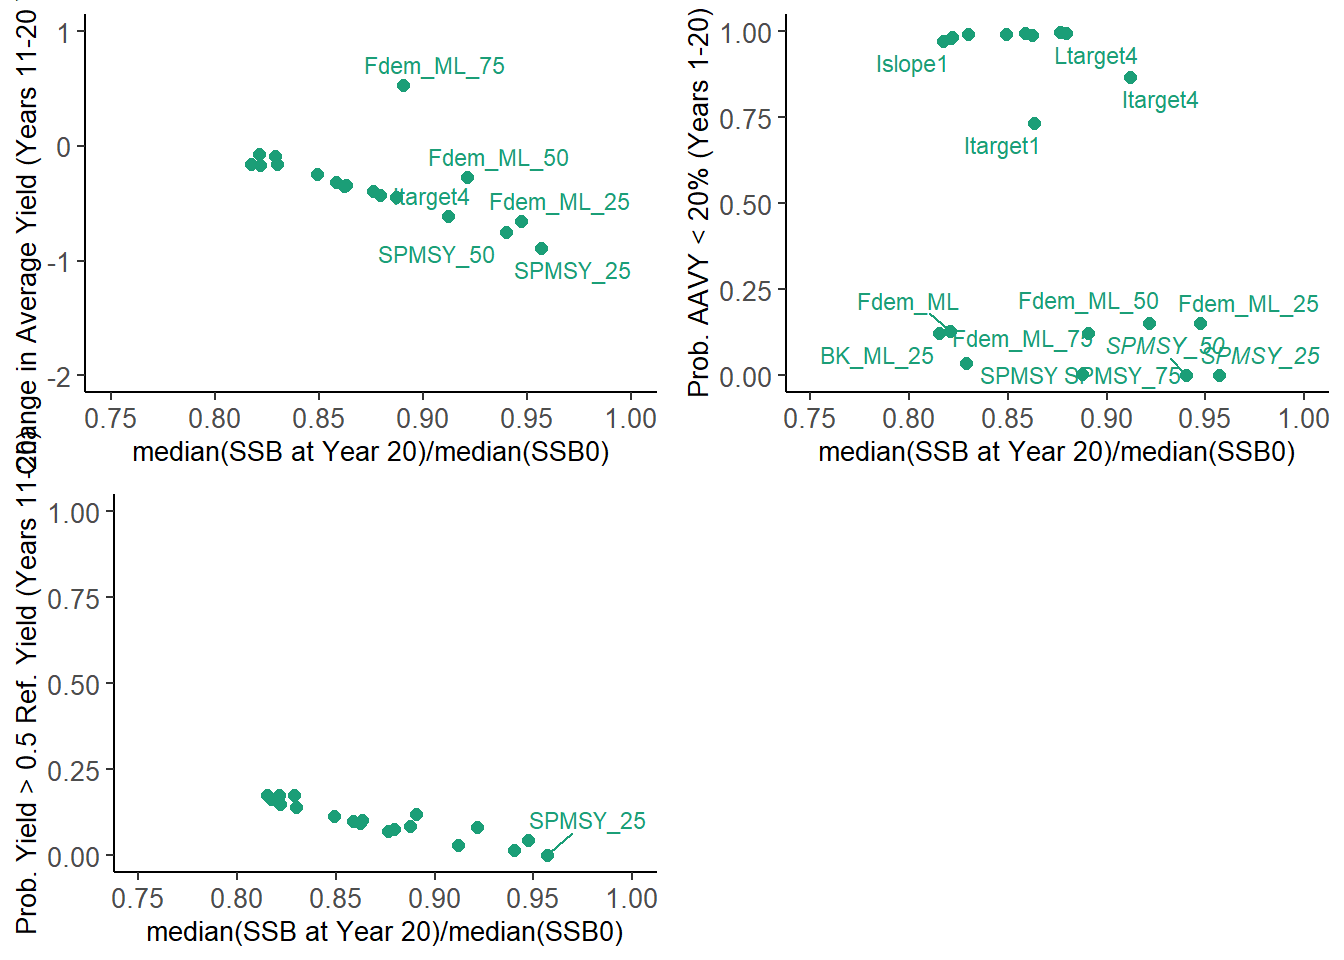 Change in Average Yield (Years 11-20
1
0
-1
-2
Fdem_ML_75
Fdem_ML_50
Itarget4
Fdem_ML_25
SPMSY_50
SPMSY_25
0.75 0.80 0.85 0.90 0.95 1.00
median(SSB at Year 20)/median(SSB0)
Prob. AAVY < 20% (Years 1-20)
1.00
0.75
0.50
0.25
0.00
Islope1
Ltarget4
Itarget4
Itarget1
Fdem_ML
Fdem_ML_50
Fdem_ML_25
Fdem_ML_75
BK_ML_25
SPMSY_50
SPMSY_25
SPMSY
SPMSY_75
0.75 0.80 0.85 0.90 0.95 1.00
median(SSB at Year 20)/median(SSB0)
Prob. Yield > 0.5 Ref. Yield (Years 11-20)
1.00
0.75
0.50
0.25
0.00
SPMSY_25
0.75 0.80 0.85 0.90 0.95 1.00
median(SSB at Year 20)/median(SSB0)